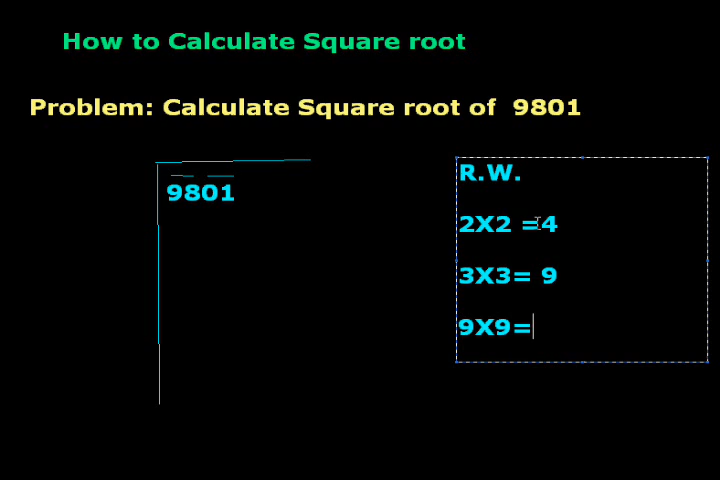 How to Calculate Square root
Problem: Calculate Square root of 9801
9801
R.W.
2X2 =4
3X3= 9
9X9=